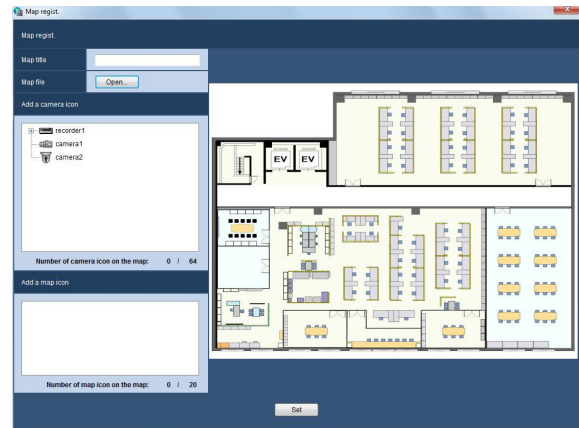 Map regist.
Map regist.
Map title
Map file Open...
Add a camera icon
recorder1
camera1
camera2
Number of camera icon on the map: 0 / 64
Add a map icon
Number of map icon on the map: 0 / 20
EV EV
Set